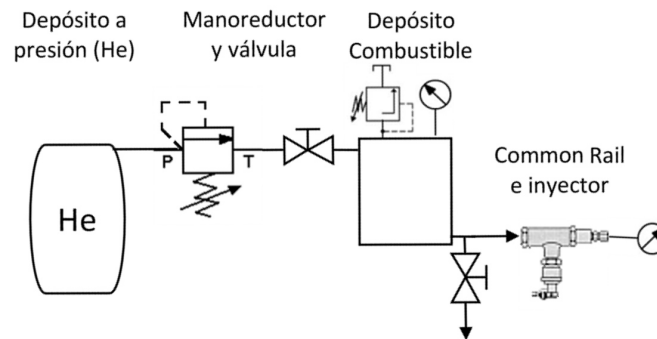 Depósito a
presión (He)
Manoreductor
y válvula
Depósito
Combustible
P
T
He
Common Rail
e inyector